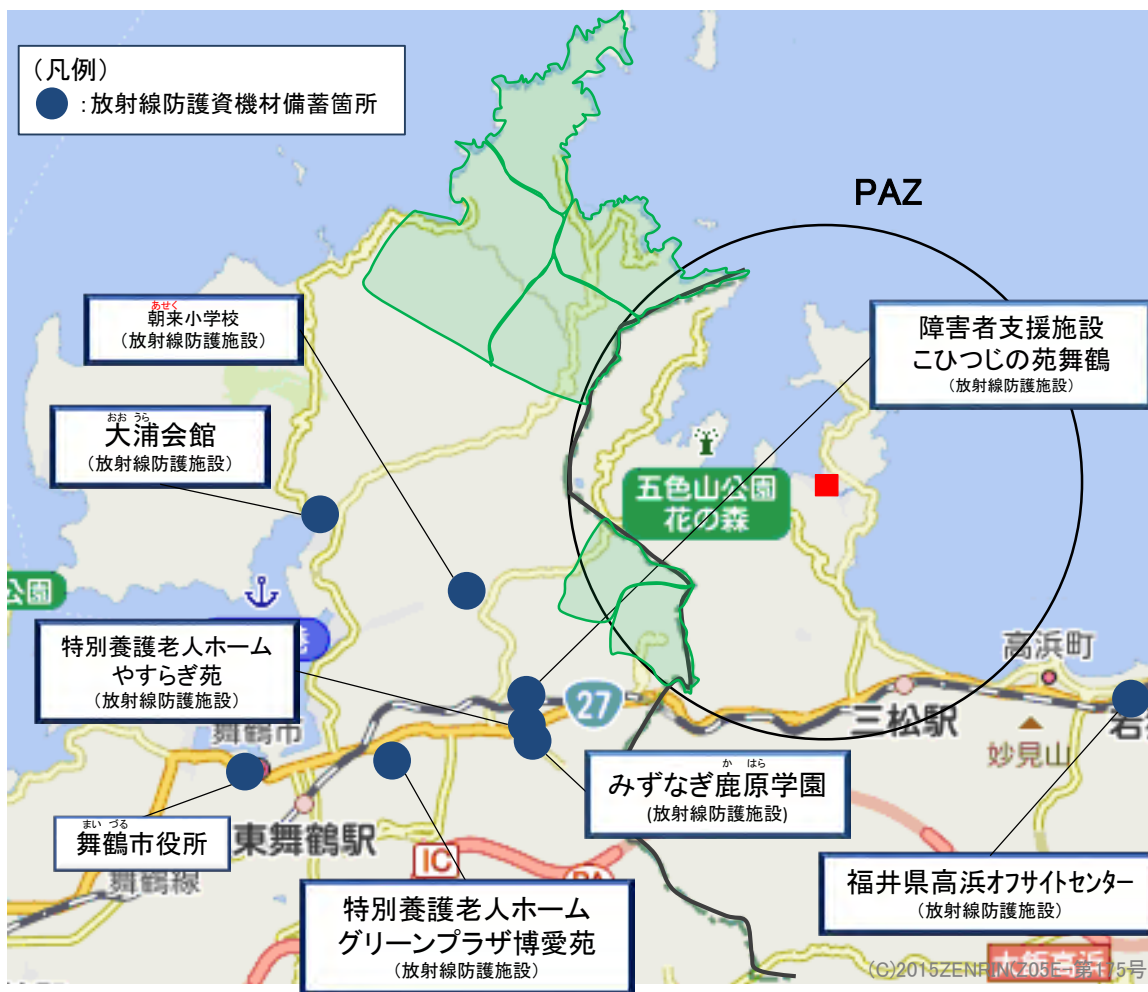 (凡例)
:放射線防護資機材備蓄箇所
PAZ
あせく
朝来小学校
(放射線防護施設)
障害者支援施設
こひつじの苑舞鶴
(放射線防護施設)
おお うら
大浦会館
(放射線防護施設)
五色山公園
花の森
公園
特別養護老人ホーム
やすらぎ苑
(放射線防護施設)
高浜町
27
三松駅
妙見山
舞鶴市
か はら
みずなぎ鹿原学園
(放射線防護施設)
まい づる
舞鶴市役所
東舞鶴駅
IC
舞鶴線
特別養護老人ホーム
グリーンプラザ博愛苑
(放射線防護施設)
福井県高浜オフサイトセンター
(放射線防護施設)
(C)2015ZENRIN(Z05E-第175号